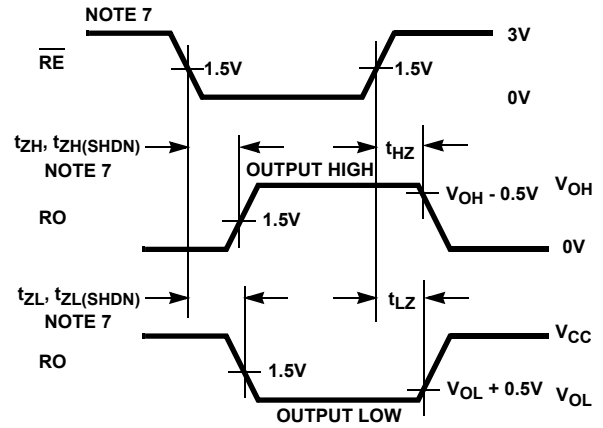 NOTE 7
RE
3V
1.5V
1.5V
0V
tZH, tZH(SHDN)
NOTE 7
tHZ
OUTPUT HIGH
VOH - 0.5V
VOH
RO
1.5V
0V
tZL, tZL(SHDN)
NOTE 7
tLZ
VCC
RO
1.5V
VOL + 0.5V
VOL
OUTPUT LOW